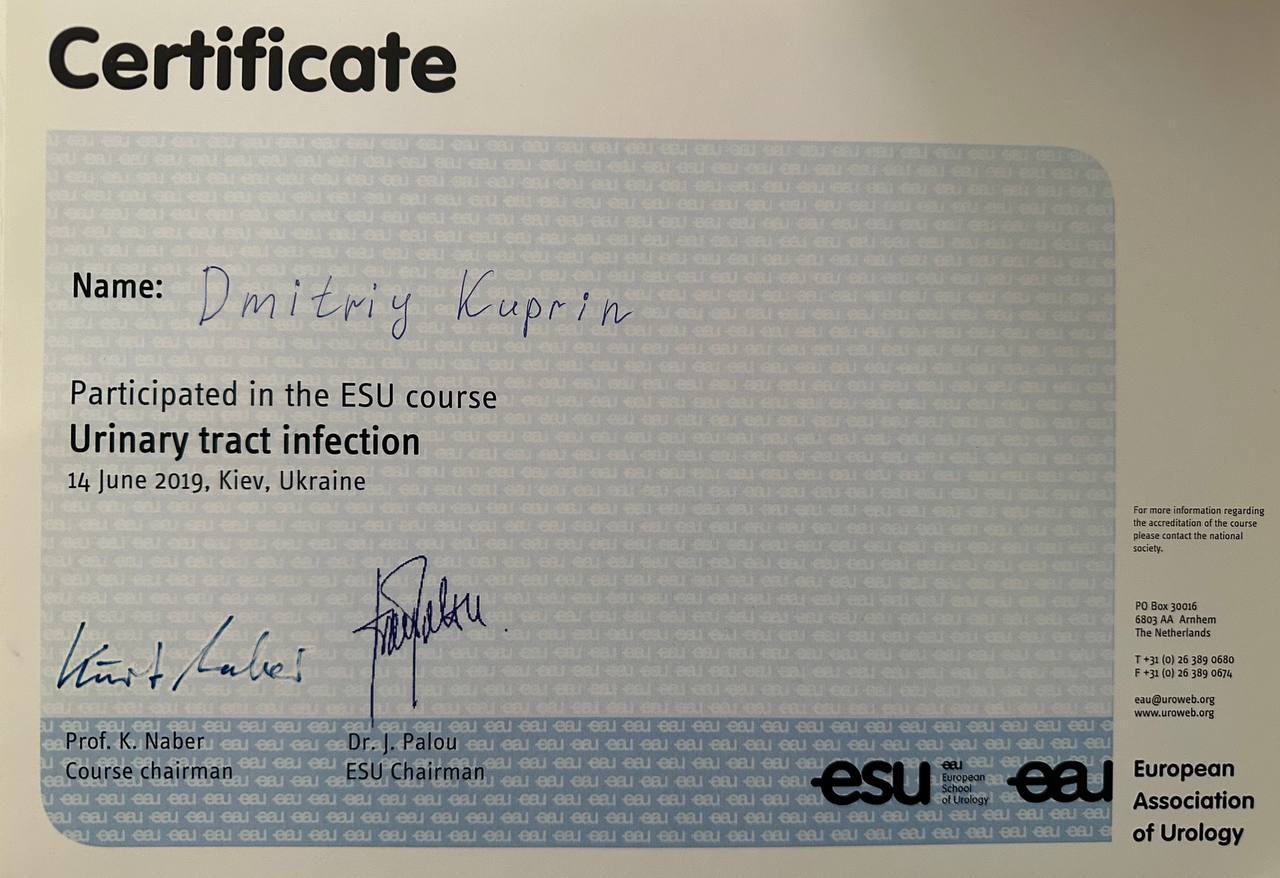 Certificate
Name: Dmitriy Kuprin
Participated in the ESU course
Urinary tract infection
14 June 2019, Kiev, Ukraine
Kurt Naber
Prof. K. Naber
Course chairman
Dr. J. Palou
ESU Chairman
esu
eau
European
School
of Urology
eau
For more information regarding
the accreditation of the course
please contact the national
society.
PO Box 30016
6803 AA Arnhem
The Netherlands
T +31 (0) 26 389 0680
F +31 (0) 26 389 0674
eau@uroweb.org
www.uroweb.org
European
Association
of Urology